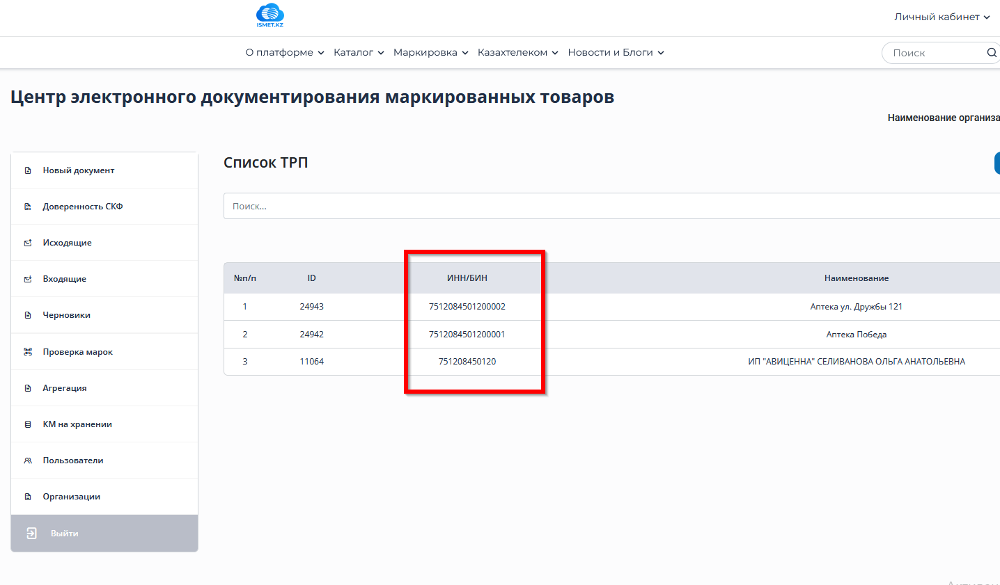 ISMET.KZ
Личный кабинет
О платформе Каталог Маркировка Казахтелеком Новости и Блоги Поиск
Центр электронного документирования маркированных товаров
Наименование организа
Новый документ
Доверенность СКФ
Исходящие
Входящие
Черновики
Проверка марок
Агрегация
КМ на хранении
Пользователи
Организации
Выйти
Список ТРП
Поиск...
№п/п ID ИНН/БИН Наименование
1 24943 7512084501200002 Аптека ул. Дружбы 121
2 24942 7512084501200001 Аптека Победа
3 11064 751208450120 ИП "АВИЦЕННА" СЕЛИВАНОВА ОЛЬГА АНАТОЛЬЕВНА